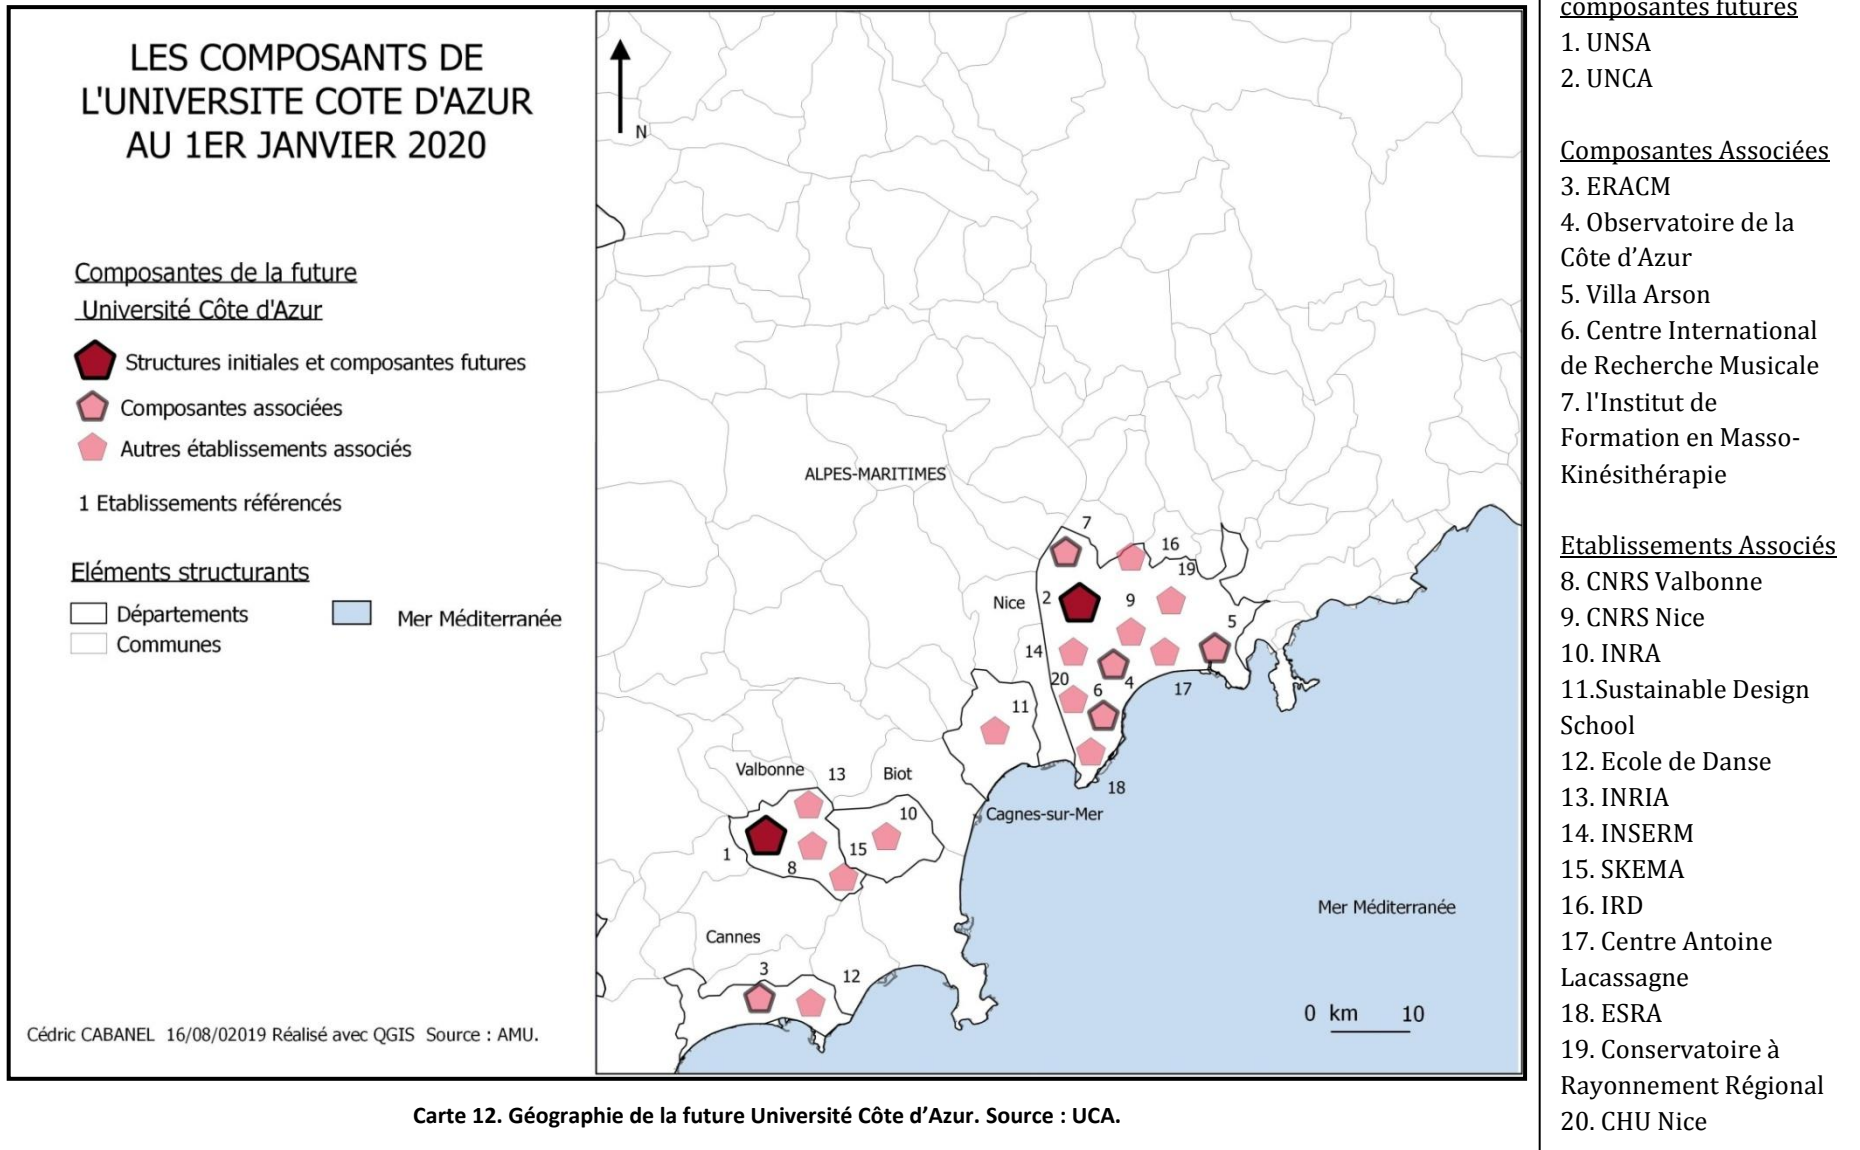 LES COMPOSANTS DE
L'UNIVERSITE COTE D'AZUR
AU 1ER JANVIER 2020
Composantes de la future
Université Côte d'Azur
Structures initiales et composantes futures
Composantes associées
Autres établissements associés
1 Etablissements référencés
Eléments structurants
Départements
Mer Méditerranée
Communes
Cédric CABANEL 16/08/02019 Réalisé avec QGIS Source : AMU.
N
ALPES-MARITIMES
7
16
19
Nice
2
9
5
14
20
6
4
17
11
18
Valbonne
13
Biot
10
Cagnes-sur-Mer
1
15
8
Cannes
3
12
Mer Méditerranée
0 km 10
Carte 12. Géographie de la future Université Côte d’Azur. Source : UCA.
composantes futures
1. UNSA
2. UNCA
Composantes Associées
3. ERACM
4. Observatoire de la
Côte d’Azur
5. Villa Arson
6. Centre International
de Recherche Musicale
7. l'Institut de
Formation en Masso-
Kinésithérapie
Etablissements Associés
8. CNRS Valbonne
9. CNRS Nice
10. INRA
11.Sustainable Design
School
12. Ecole de Danse
13. INRIA
14. INSERM
15. SKEMA
16. IRD
17. Centre Antoine
Lacassagne
18. ESRA
19. Conservatoire à
Rayonnement Régional
20. CHU Nice